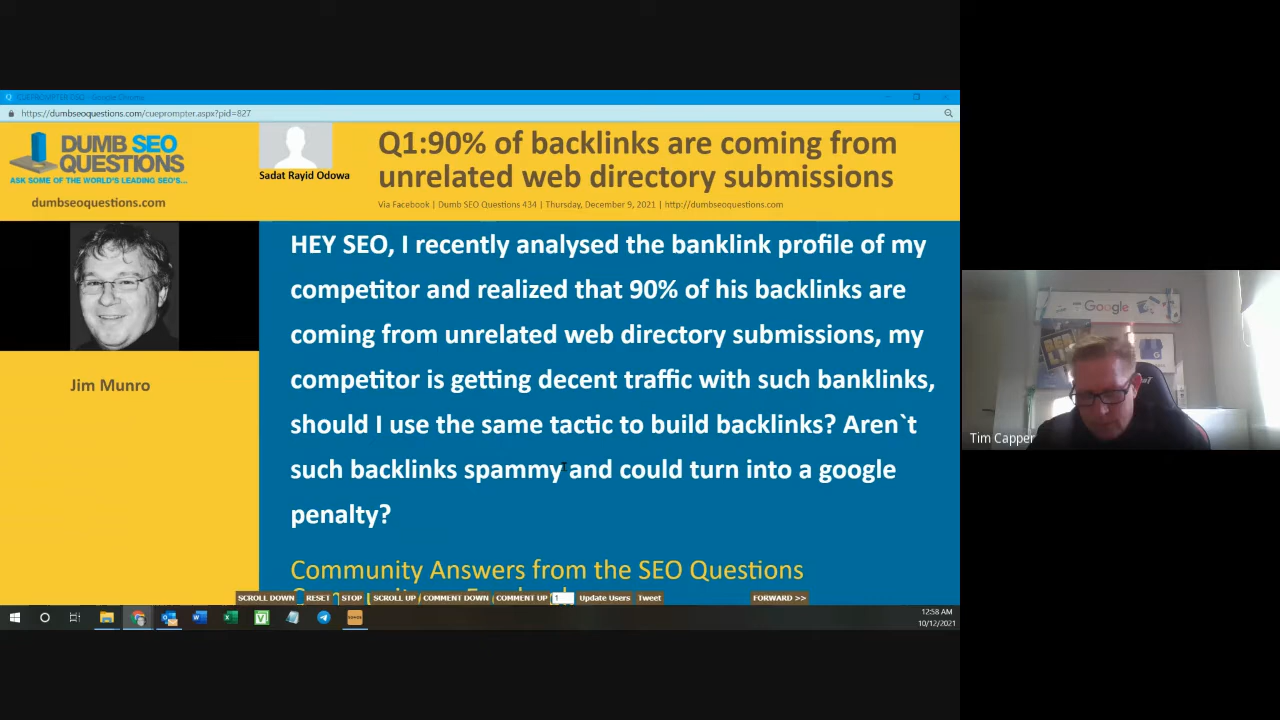 https://dumbseoquestions.com/cueprompter.aspx?pid=827
DUMB SEO
QUESTIONS
ASK SOME OF THE WORLD'S LEADING SEO'S...
dumbseoquestions.com
Sadat Rayid Odowa
Q1:90% of backlinks are coming from
unrelated web directory submissions
Via Facebook | Dumb SEO Questions 434 | Thursday, December 9, 2021 | http://dumbseoquestions.com
Jim Munro
HEY SEO, I recently analysed the banklink profile of my
competitor and realized that 90% of his backlinks are
coming from unrelated web directory submissions, my
competitor is getting decent traffic with such banklinks,
should I use the same tactic to build backlinks? Aren`t
such backlinks spammy and could turn into a google
penalty?
Community Answers from the SEO Questions
SCROLL DOWN RESET STOP SCROLL UP COMMENT DOWN COMMENT UP 1 Update Users Tweet FORWARD >>
12:58 AM
10/12/2021
Google
Tim Capper